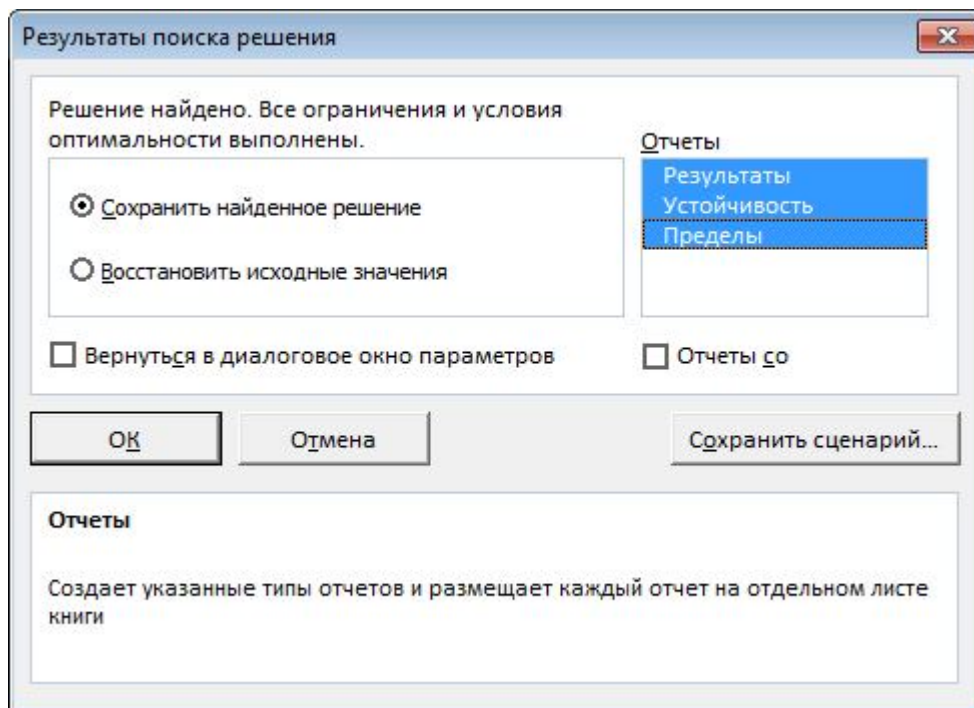 Результаты поиска решения
Решение найдено. Все ограничения и условия
оптимальности выполнены.
Отчеты
Сохранить найденное решение
Восстановить исходные значения
Результаты
Устойчивость
Пределы
Вернуться в диалоговое окно параметров
Отчеты со
ОК
Отмена
Сохранить сценарий...
Отчеты
Создает указанные типы отчетов и размещает каждый отчет на отдельном листе
книги